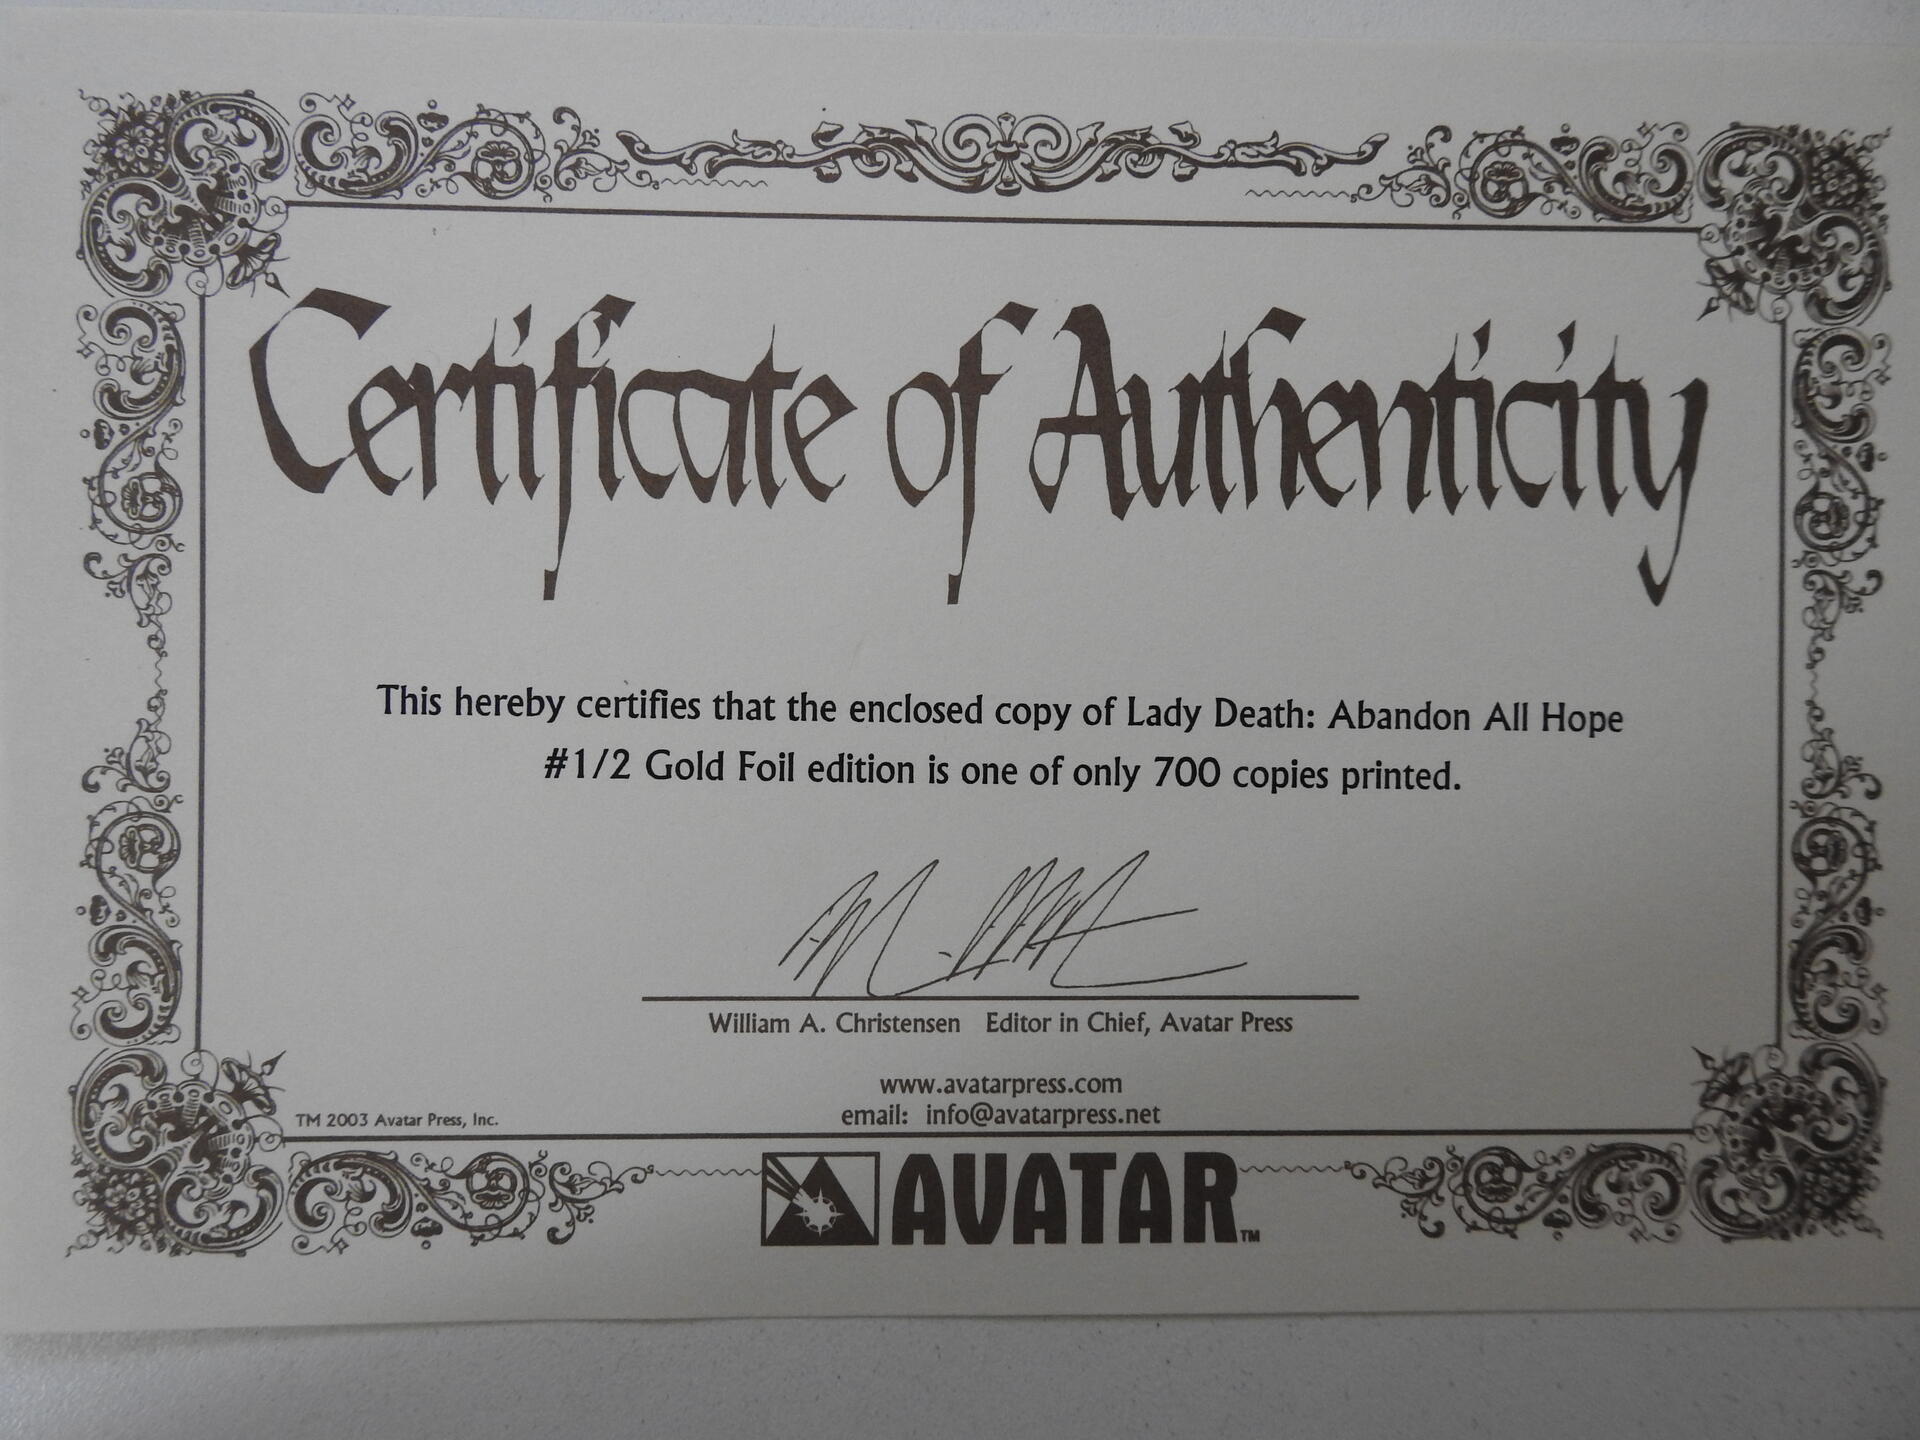 Certificate of Authenticity
This hereby certifies that the enclosed copy of Lady Death: Abandon All Hope
#1/2 Gold Foil edition is one of only 700 copies printed.
William A. Christensen Editor in Chief, Avatar Press
www.avatarpress.com
email: info@avatarpress.net
TM 2003 Avatar Press, Inc.
AVATAR™